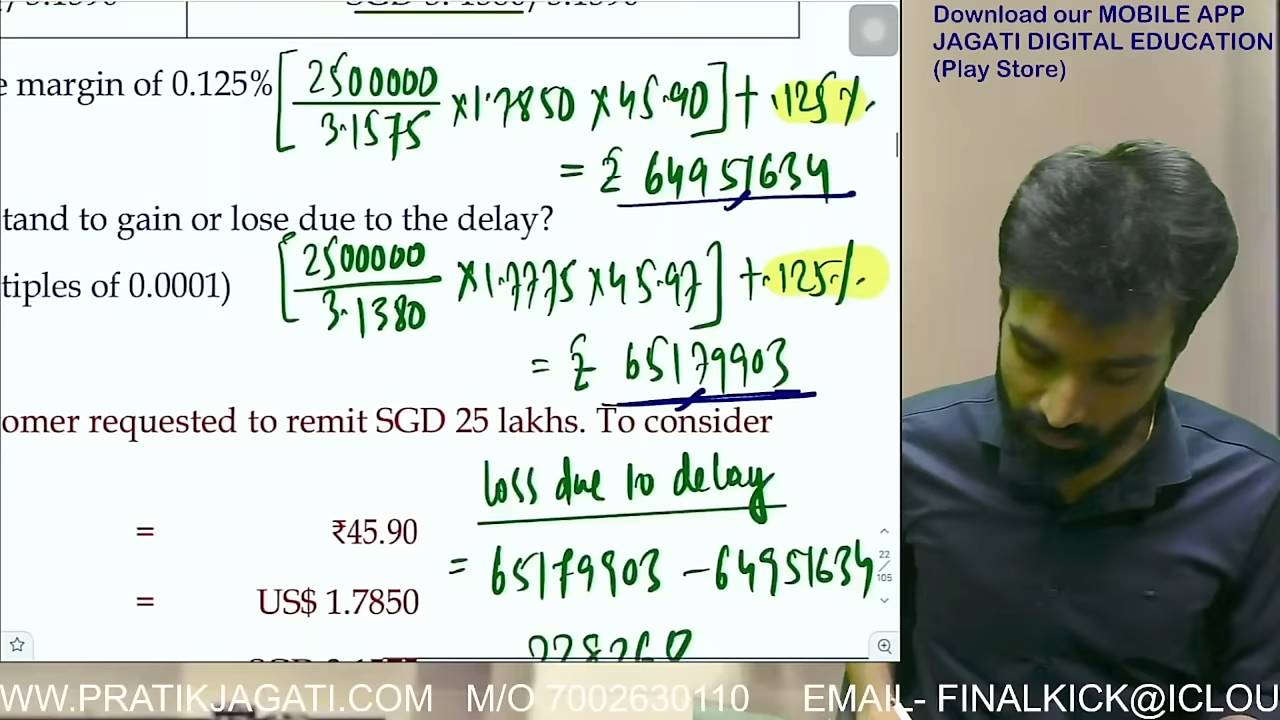 Download our MOBILE APP
JAGATI DIGITAL EDUCATION
(Play Store)
e margin of 0.125% [2500000/3.1575 ×1.7850 ×45.90] + .125%
= ₹ 64951634
tand to gain or lose due to the delay?
tiples of 0.0001) [2500000/3.1380 ×1.7775 ×45.97] + .125%
= ₹ 65179903
omer requested to remit SGD 25 lakhs. To consider
loss due to delay
= ₹45.90
= 65179903 - 64951634
22
105
= US$ 1.7850
WWW.PRATIKJAGATI.COM M/O 7002630110 EMAIL- FINALKICK@ICLOU